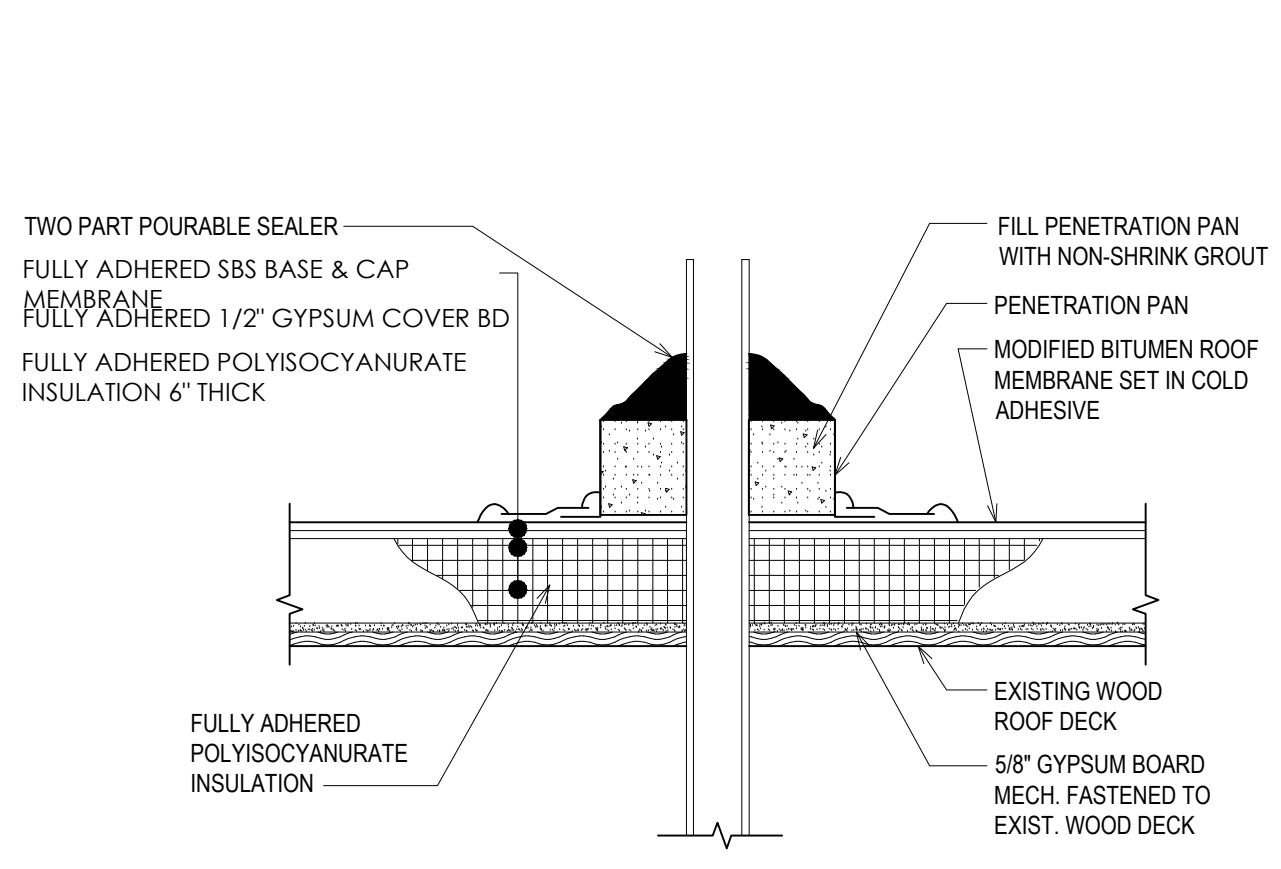 TWO PART POURABLE SEALER
FULLY ADHERED SBS BASE & CAP
MEMBRANE
FULLY ADHERED 1/2" GYPSUM COVER BD
FULLY ADHERED POLYISOCYANURATE
INSULATION 6" THICK
FILL PENETRATION PAN
WITH NON-SHRINK GROUT
PENETRATION PAN
MODIFIED BITUMEN ROOF
MEMBRANE SET IN COLD
ADHESIVE
FULLY ADHERED
POLYISOCYANURATE
INSULATION
EXISTING WOOD
ROOF DECK
5/8" GYPSUM BOARD
MECH. FASTENED TO
EXIST. WOOD DECK